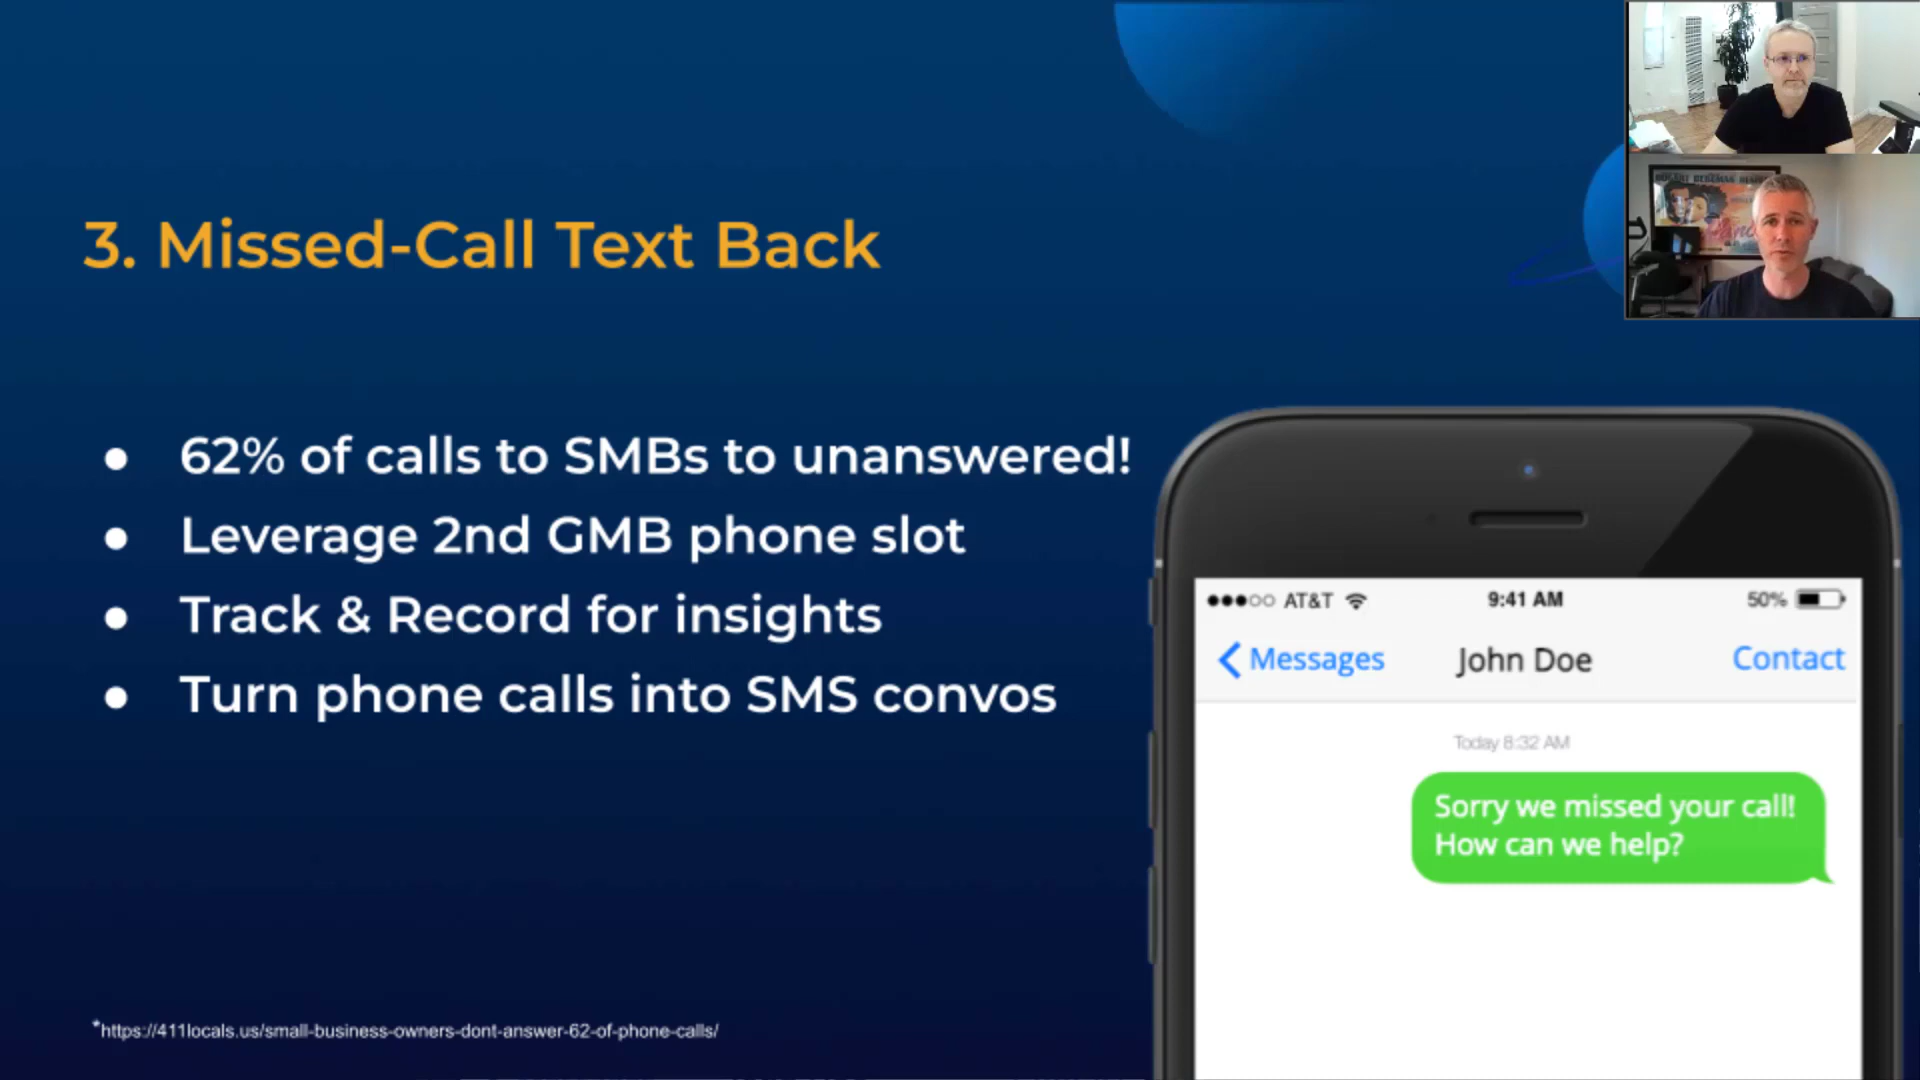 3. Missed-Call Text Back
● 62% of calls to SMBs to unanswered!
● Leverage 2nd GMB phone slot
● Track & Record for insights
● Turn phone calls into SMS convos
AT&T 9:41 AM 50%
Messages John Doe Contact
Today 8:32 AM
Sorry we missed your call!
How can we help?
*https://411locals.us/small-business-owners-dont-answer-62-of-phone-calls/